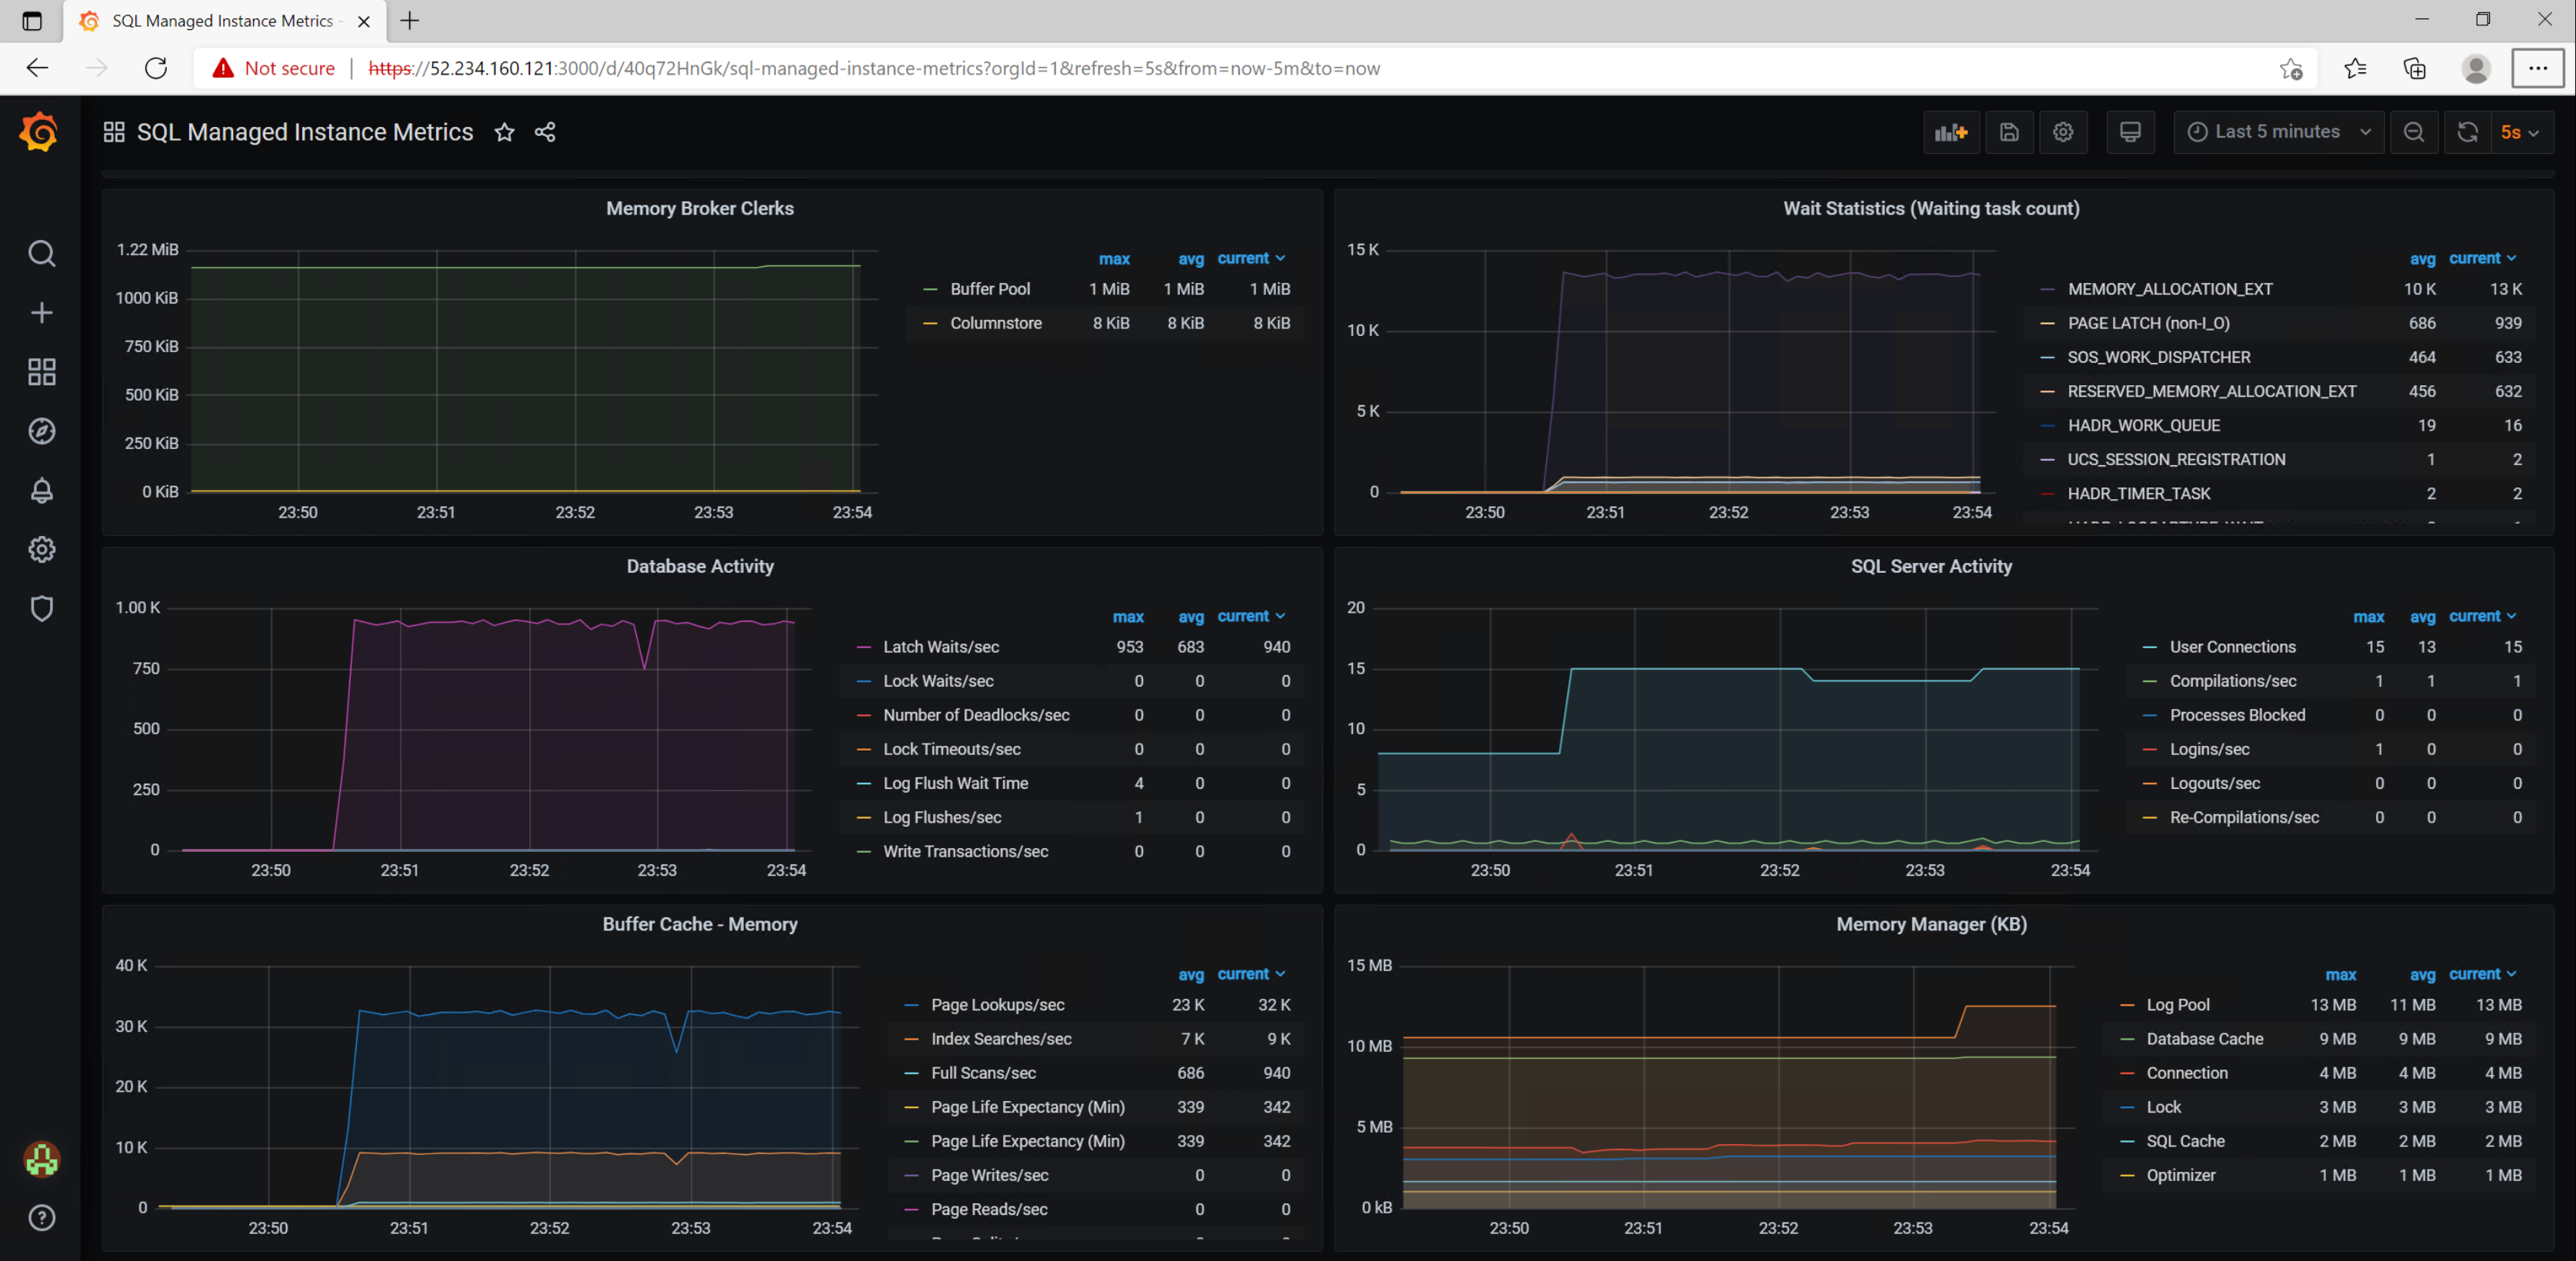 SQL Managed Instance Metrics -
Not secure | https://52.234.160.121:3000/d/40q72HnGk/sql-managed-instance-metrics?orgId=1&refresh=5s&from=now-5m&to=now
SQL Managed Instance Metrics
Last 5 minutes
5s
Memory Broker Clerks
1.22 MiB
1000 KiB
750 KiB
500 KiB
250 KiB
0 KiB
23:50 23:51 23:52 23:53 23:54
max avg current
Buffer Pool 1 MiB 1 MiB 1 MiB
Columnstore 8 KiB 8 KiB 8 KiB
Wait Statistics (Waiting task count)
15 K
10 K
5 K
0
23:50 23:51 23:52 23:53 23:54
avg current
MEMORY_ALLOCATION_EXT 10 K 13 K
PAGE LATCH (non-I_O) 686 939
SOS_WORK_DISPATCHER 464 633
RESERVED_MEMORY_ALLOCATION_EXT 456 632
HADR_WORK_QUEUE 19 16
UCS_SESSION_REGISTRATION 1 2
HADR_TIMER_TASK 2 2
Database Activity
1.00 K
750
500
250
0
23:50 23:51 23:52 23:53 23:54
max avg current
Latch Waits/sec 953 683 940
Lock Waits/sec 0 0 0
Number of Deadlocks/sec 0 0 0
Lock Timeouts/sec 0 0 0
Log Flush Wait Time 4 0 0
Log Flushes/sec 1 0 0
Write Transactions/sec 0 0 0
SQL Server Activity
20
15
10
5
0
23:50 23:51 23:52 23:53 23:54
max avg current
User Connections 15 13 15
Compilations/sec 1 1 1
Processes Blocked 0 0 0
Logins/sec 1 0 0
Logouts/sec 0 0 0
Re-Compilations/sec 0 0 0
Buffer Cache - Memory
40 K
30 K
20 K
10 K
0
23:50 23:51 23:52 23:53 23:54
avg current
Page Lookups/sec 23 K 32 K
Index Searches/sec 7 K 9 K
Full Scans/sec 686 940
Page Life Expectancy (Min) 339 342
Page Life Expectancy (Min) 339 342
Page Writes/sec 0 0
Page Reads/sec 0 0
Memory Manager (KB)
15 MB
10 MB
5 MB
0 kB
23:50 23:51 23:52 23:53 23:54
max avg current
Log Pool 13 MB 11 MB 13 MB
Database Cache 9 MB 9 MB 9 MB
Connection 4 MB 4 MB 4 MB
Lock 3 MB 3 MB 3 MB
SQL Cache 2 MB 2 MB 2 MB
Optimizer 1 MB 1 MB 1 MB